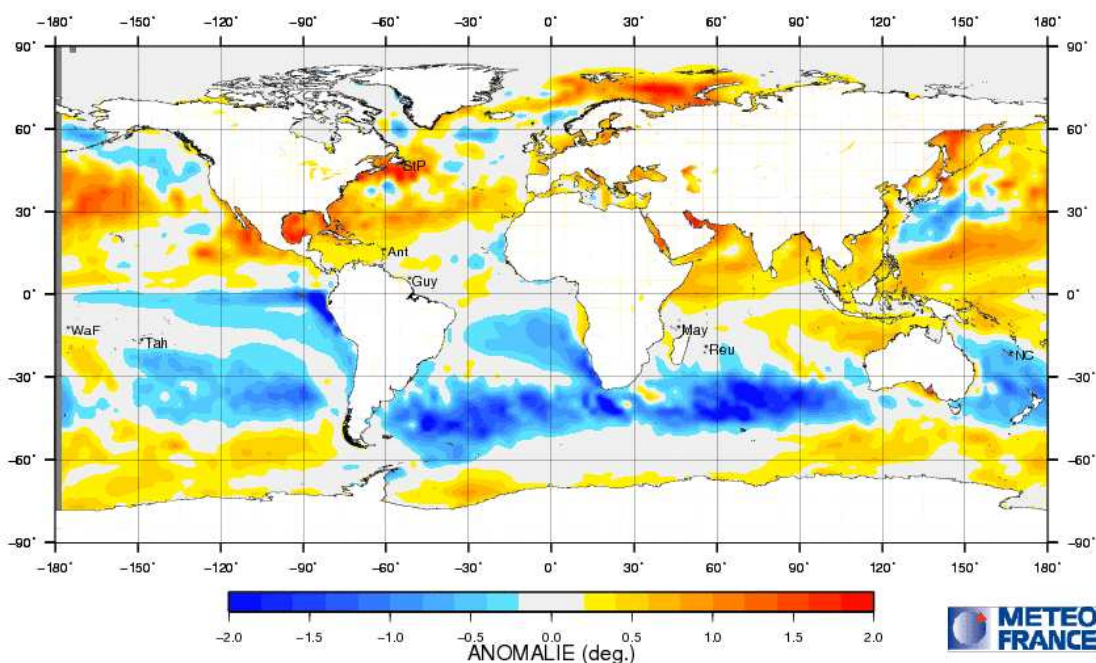 −180° −150° −120° −90° −60° −30° 0° 30° 60° 90° 120° 150° 180°
90° 90°
60° 60°
StP
30° 30°
Ant
Guy
0° 0°
*WaF *May
*Tah *Reu *NC
−30° −30°
−60° −60°
−90° −90°
−180° −150° −120° −90° −60° −30° 0° 30° 60° 90° 120° 150° 180°
−2.0 −1.5 −1.0 −0.5 0.0 0.5 1.0 1.5 2.0
ANOMALIE (deg.)
METEO
FRANCE